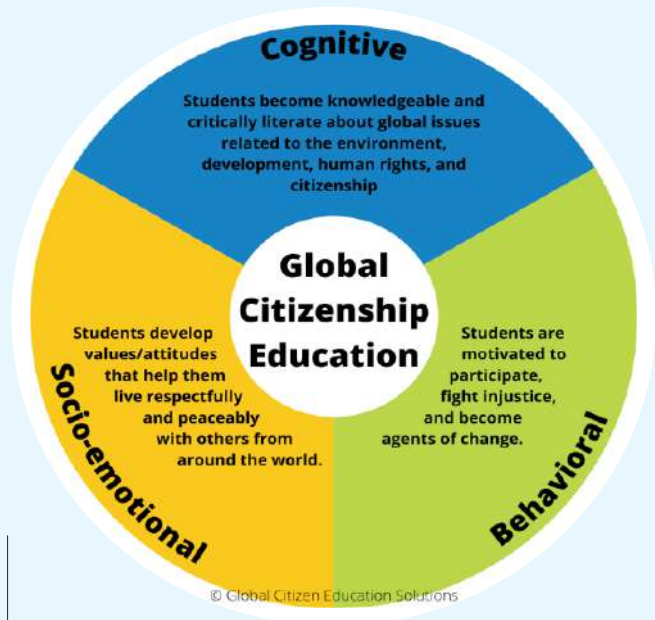 Cognitive
Students become knowledgeable and
critically literate about global issues
related to the environment,
development, human rights, and
citizenship
Global
Citizenship
Education
Students develop
values/attitudes
that help them
live respectfully
and peaceably
with others from
around the world.
Socio-emotional
Students are
motivated to
participate,
fight injustice,
and become
agents of change.
Behavioral
© Global Citizen Education Solutions